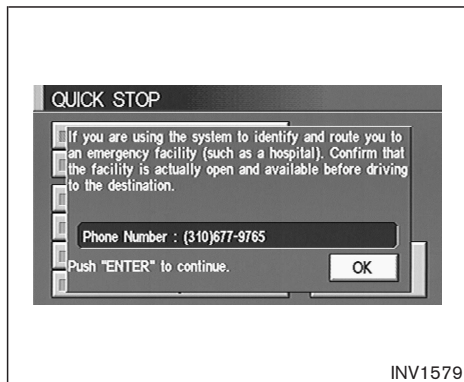 QUICK STOP
If you are using the system to identify and route you to
an emergency facility (such as a hospital). Confirm that
the facility is actually open and available before driving
to the destination.
Phone Number : (310)677-9765
Push "ENTER" to continue.
OK
INV1579